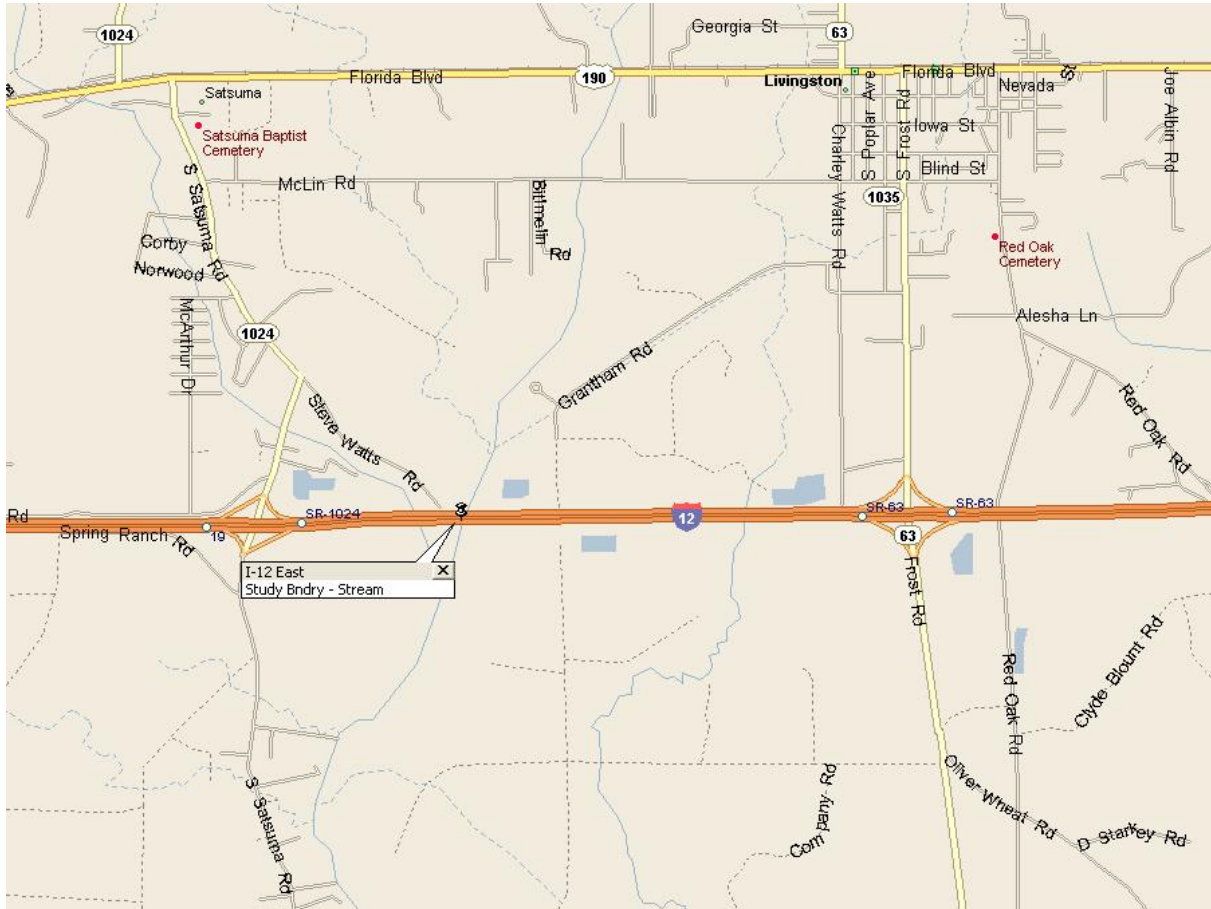 Georgia St
1024
63
Florida Blvd
190
Livingston
Florida Blvd
St
Nevada
Joe Albin Rd
Satsuma
Satsuma Baptist
Cemetery
S Poplar Ave
S Frost Rd
Iowa St
Charley Watts Rd
Blind St
S Satsuma Rd
McLin Rd
1035
Corby
Norwood
Rd
Red Oak
Cemetery
McArthur Dr
1024
Alesha Ln
Grantham Rd
Steve Watts Rd
Red Oak Rd
Rd
SR-1024
12
SR-63
SR-63
Spring Ranch Rd
19
63
I-12 East
Study Bndry - Stream
Frost Rd
Red Oak Rd
Clyde Blount Rd
S Satsuma Rd
Company Rd
Oliver Wheat Rd
D Starkey Rd